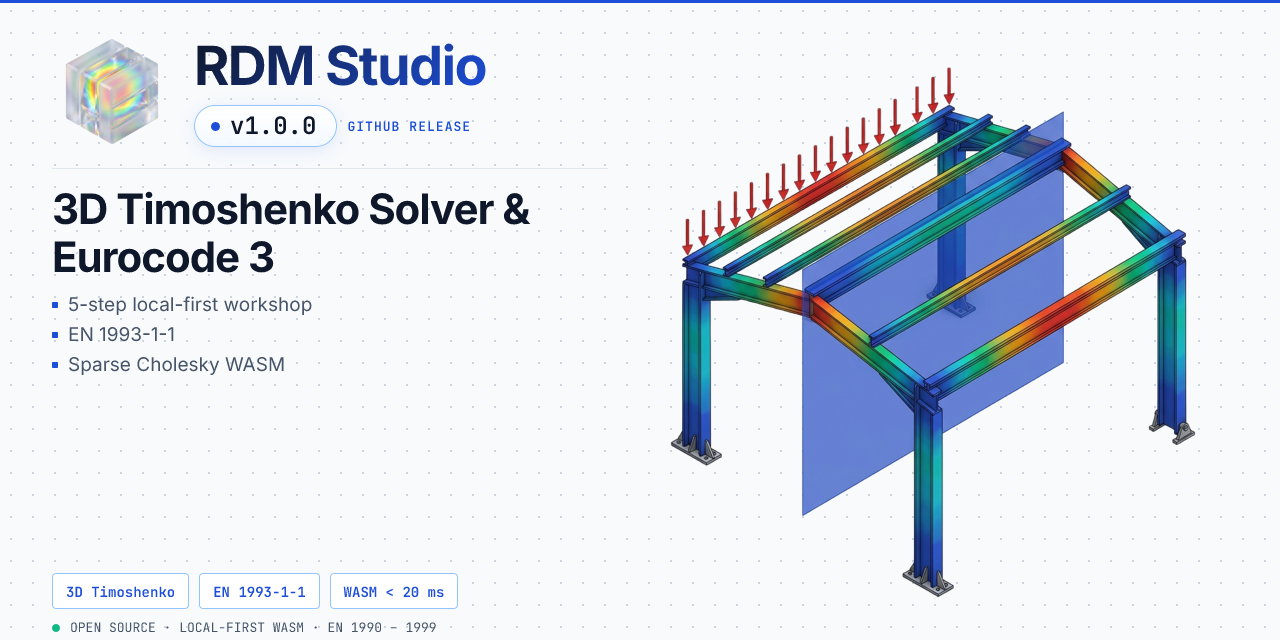 RDM Studio
v1.0.0
GITHUB RELEASE
3D Timoshenko Solver &
Eurocode 3
5-step local-first workshop
EN 1993-1-1
Sparse Cholesky WASM
3D Timoshenko
EN 1993-1-1
WASM < 20 ms
OPEN SOURCE · LOCAL-FIRST WASM · EN 1990 – 1999